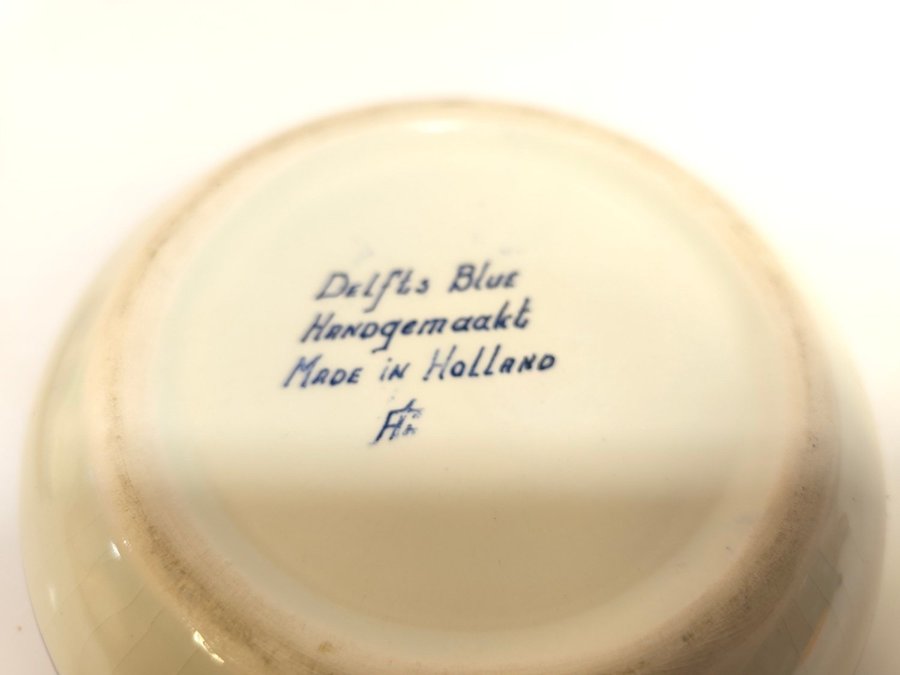 Delfts Blue
Handgemaakt
Made in Holland